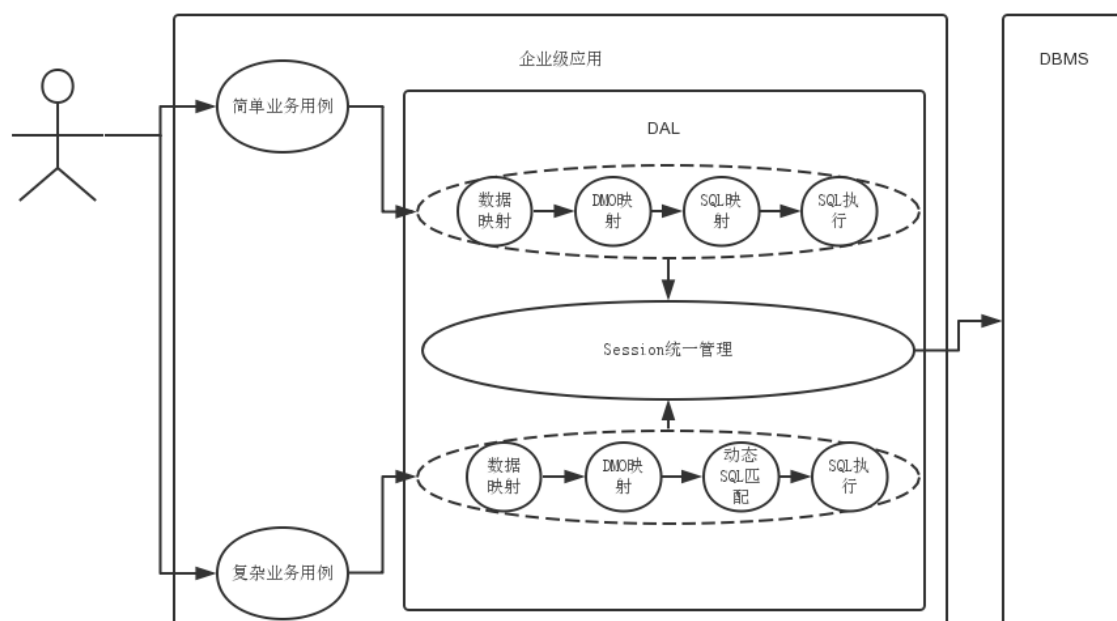 企业级应用
DBMS
简单业务用例
DAL
数据
映射
DMO映
射
SQL映
射
SQL执
行
Session统一管理
数据
映射
DMO映
射
动态
SQL匹
配
SQL执
行
复杂业务用例